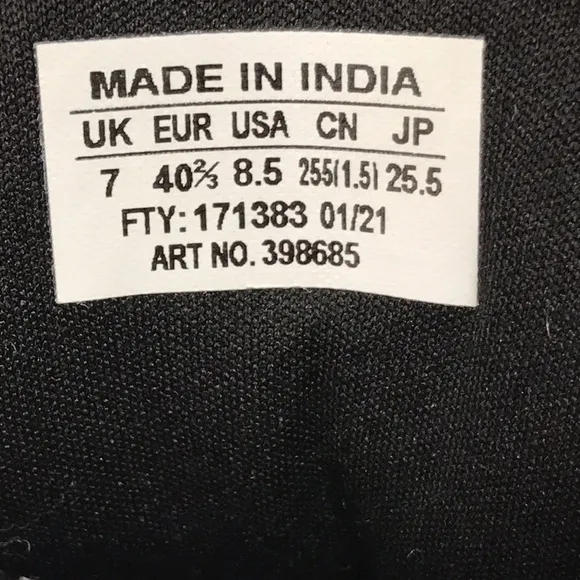 MADE IN INDIA
UK EUR USA CN JP
7 40⅔ 8.5 255(1.5) 25.5
FTY: 171383 01/21
ART NO. 398685